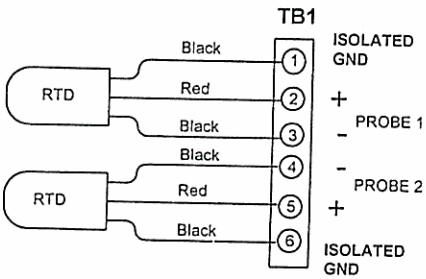 TB1
Black
1
ISOLATED
GND
RTD
Red
2
+
Black
3
-
PROBE 1
Black
4
-
PROBE 2
RTD
Red
5
+
Black
6
ISOLATED
GND